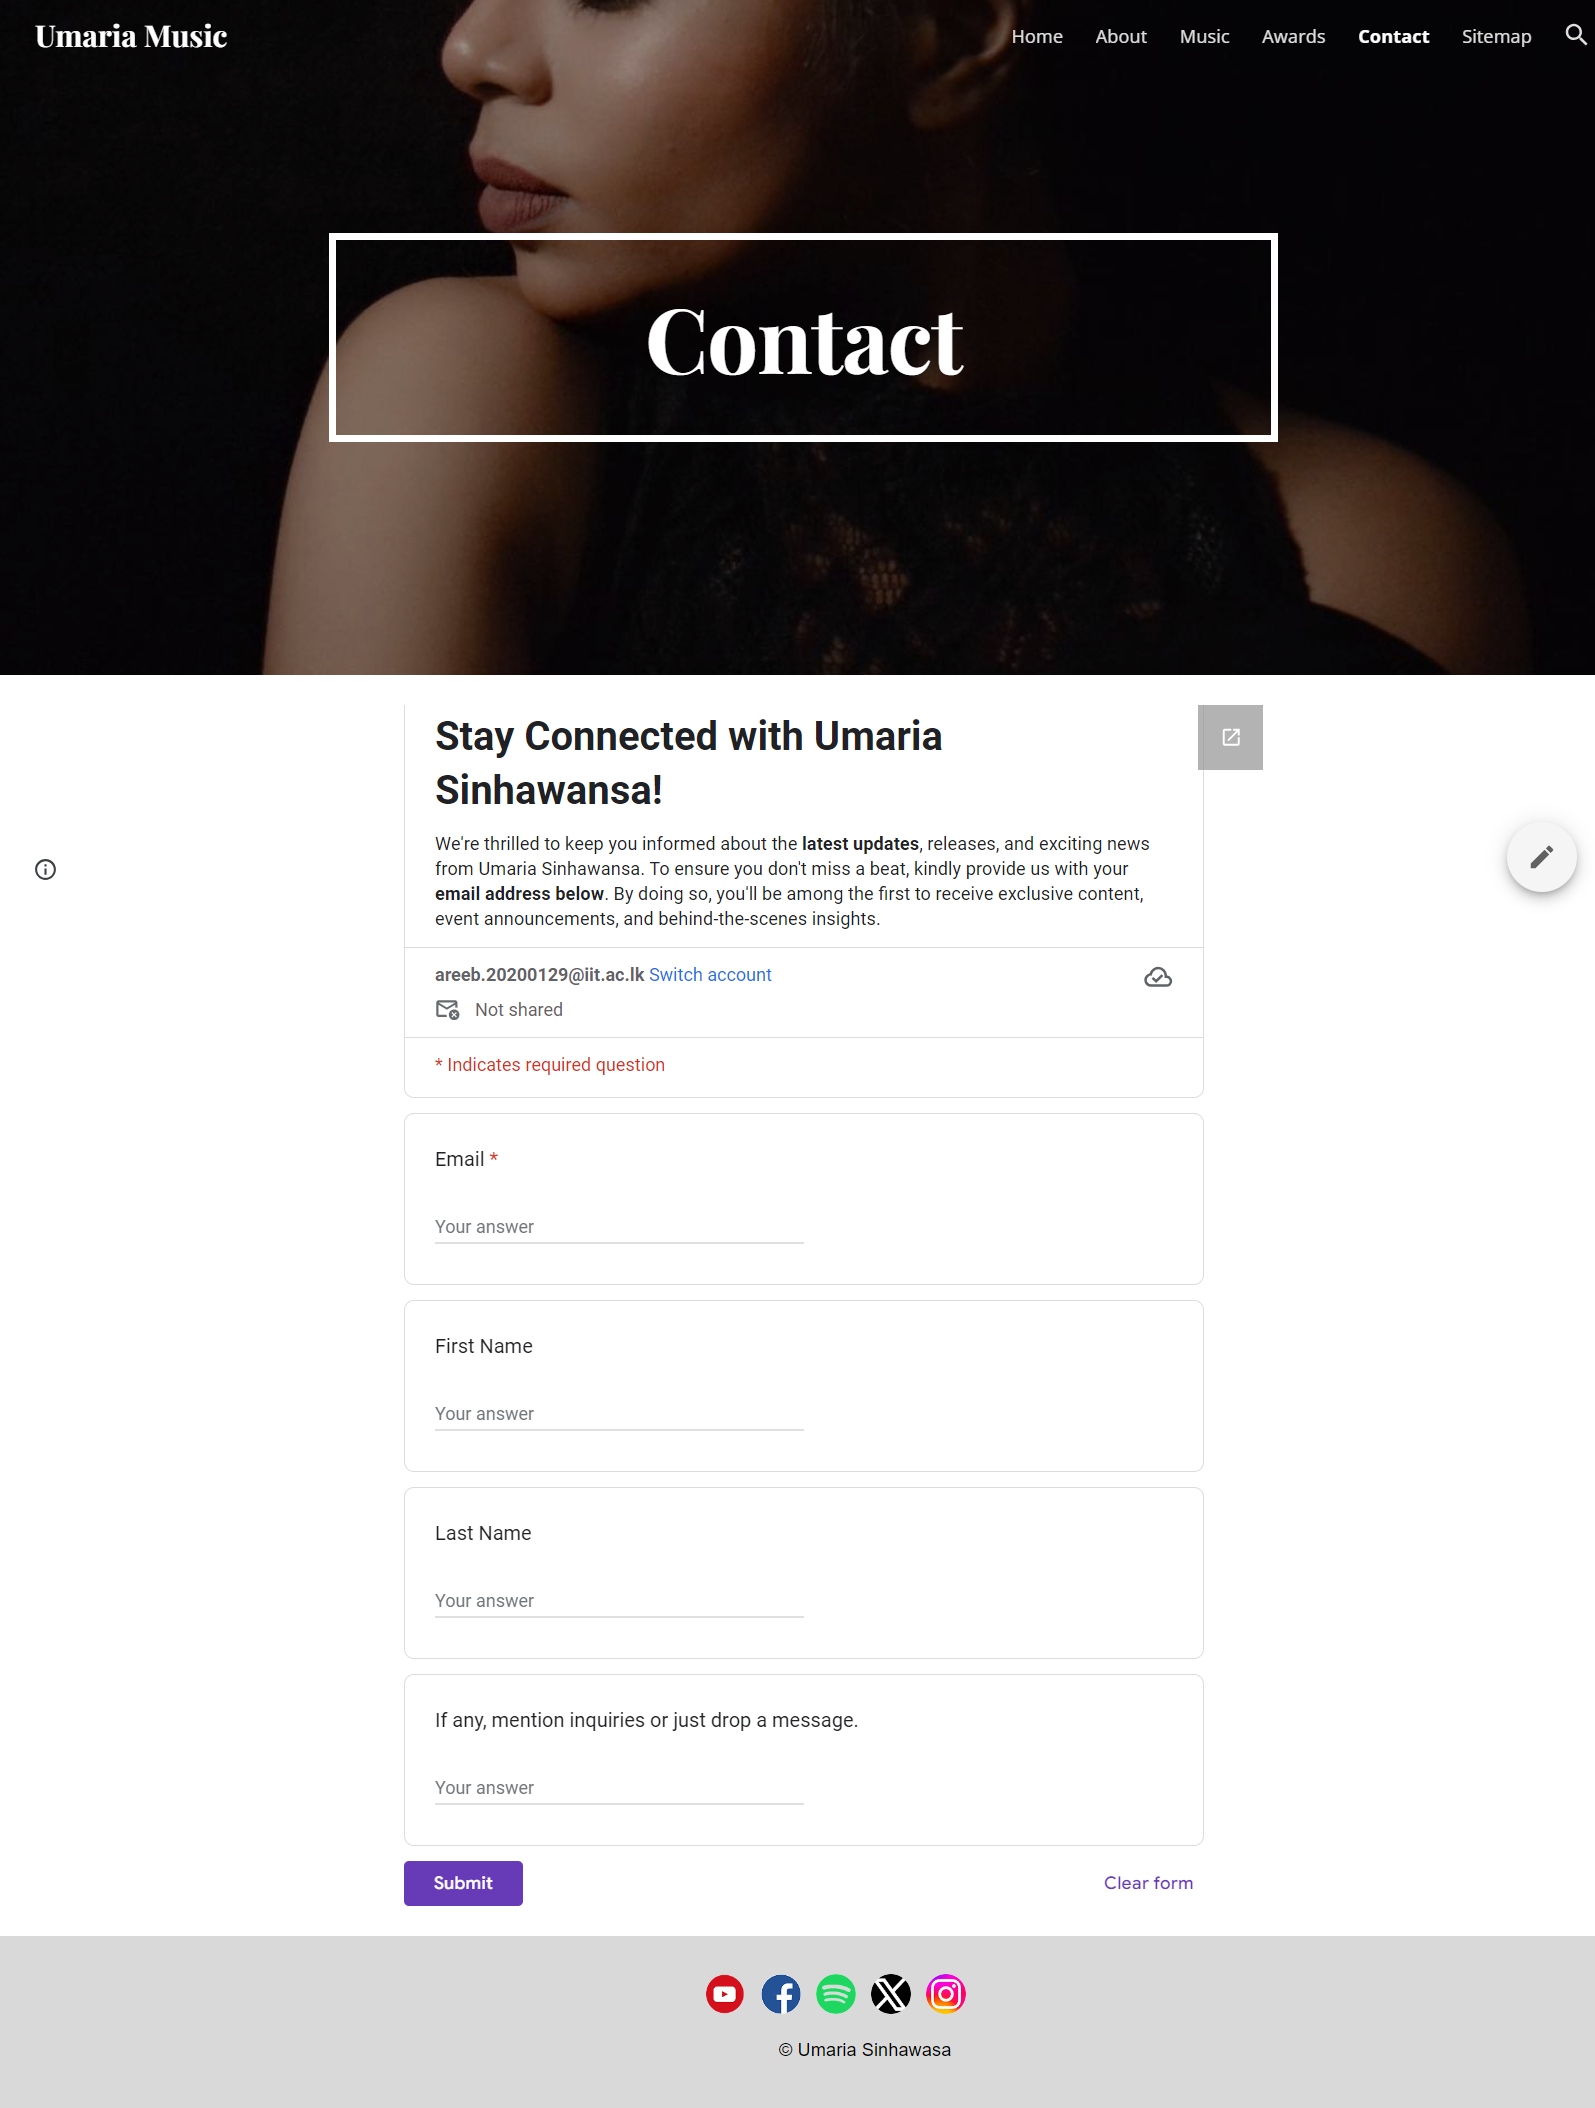 Umaria Music
Home About Music Awards Contact Sitemap
Contact
Stay Connected with Umaria
Sinhawansa!
We're thrilled to keep you informed about the latest updates, releases, and exciting news
from Umaria Sinhawansa. To ensure you don't miss a beat, kindly provide us with your
email address below. By doing so, you'll be among the first to receive exclusive content,
event announcements, and behind-the-scenes insights.
areeb.20200129@iit.ac.lk Switch account
Not shared
* Indicates required question
Email *
Your answer
First Name
Your answer
Last Name
Your answer
If any, mention inquiries or just drop a message.
Your answer
Submit
Clear form
© Umaria Sinhawasa